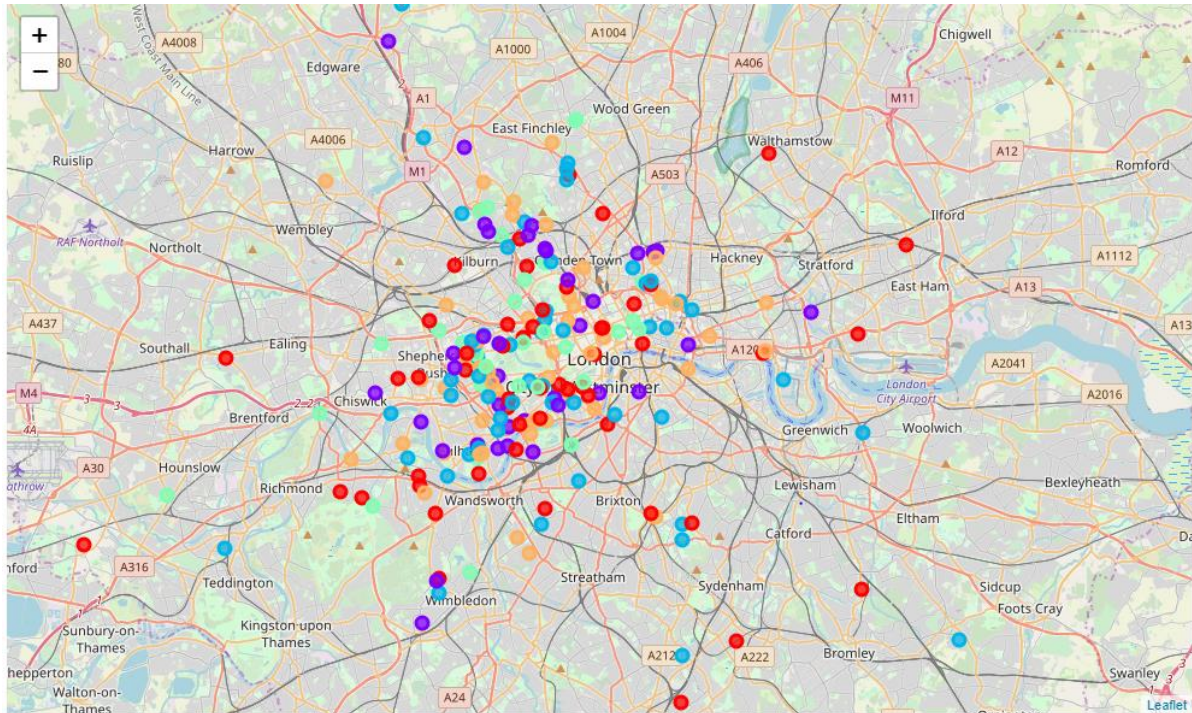 +
−
A4008
A1004
A1000
A406
Chigwell
80
West Coast Main Line
Edgware
A1
M11
Wood Green
East Finchley
A4006
Walthamstow
Harrow
A12
Ruislip
M1
A503
Romford
RAF Northolt
Wembley
Ilford
Northolt
Kilburn
Hackney
Stratford
A1112
East Ham
A13
A437
A13
Southall
Ealing
London
A120
A2041
M4
Chiswick
London
City Airport
A2016
Brentford
4A
Greenwich
Woolwich
A30
Hounslow
Richmond
Wandsworth
Brixton
Lewisham
Bexleyheath
Eltham
Catford
A316
Teddington
Streatham
Sydenham
Sidcup
Wimbledon
Foots Cray
Kingston upon
Thames
Sunbury-on-
Thames
A212
A222
Bromley
Swanley
Walton-on-
Thames
A24
Leaflet